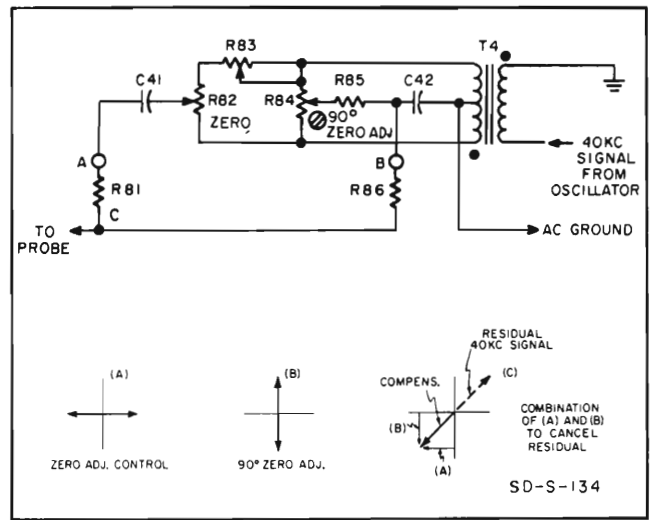 R83
T4
C41
R82
ZERO
R84
R85
C42
90°
ZERO ADJ
A
R81
C
B
R86
40KC
SIGNAL
FROM
OSCILLATOR
TO
PROBE
AC GROUND
(A)
ZERO ADJ. CONTROL
(B)
90° ZERO ADJ.
RESIDUAL
40KC SIGNAL
COMPENS.
(C)
(B)
(A)
COMBINATION
OF (A) AND (B)
TO CANCEL
RESIDUAL
SD-S-134